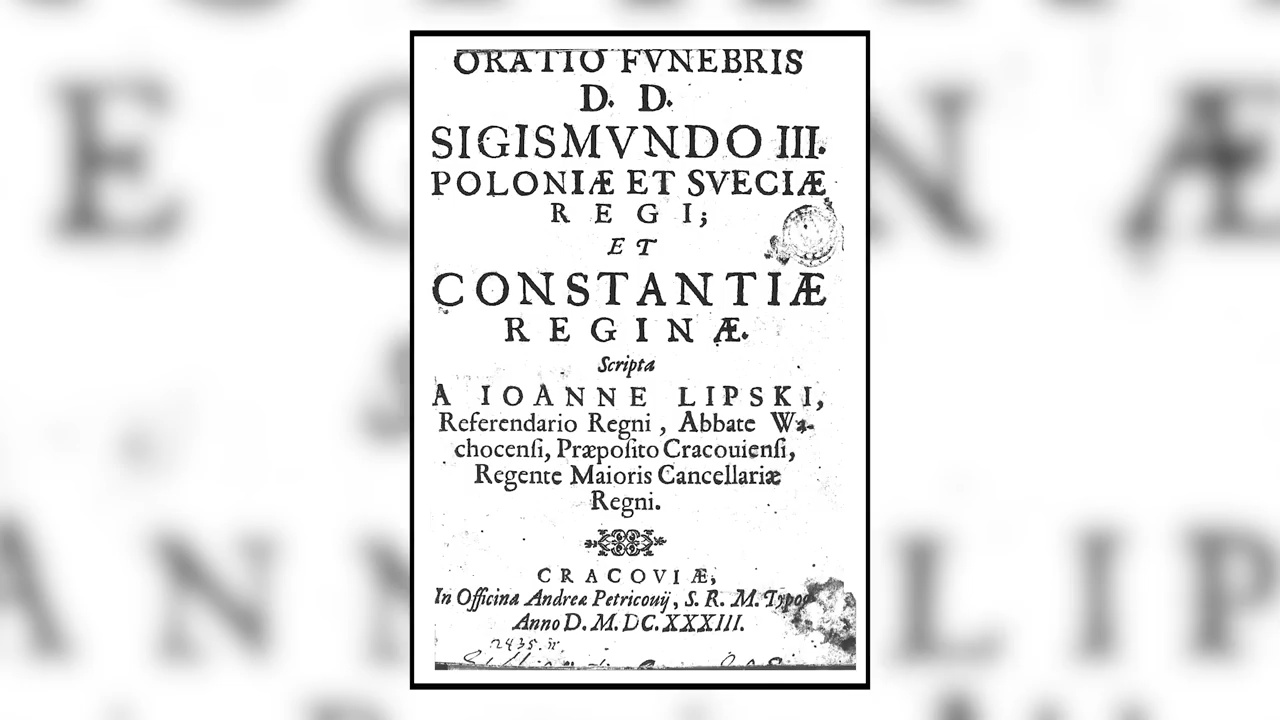 ORATIO FVNEBRIS
D. D.
SIGISMVNDO III.
POLONIÆ ET SVECIÆ
REGI;
ET
CONSTANTIÆ
REGINÆ.
Scripta
A IOANNE LIPSKI,
Referendario Regni, Abbate Wa-
chocenſi, Præpoſito Cracouienſi,
Regente Maioris Cancellariæ
Regni.
CRACOVIÆ,
In Officina Andreæ Petricouij, S. R. M. Typog
Anno D. M. DC. XXXIII.
2435.